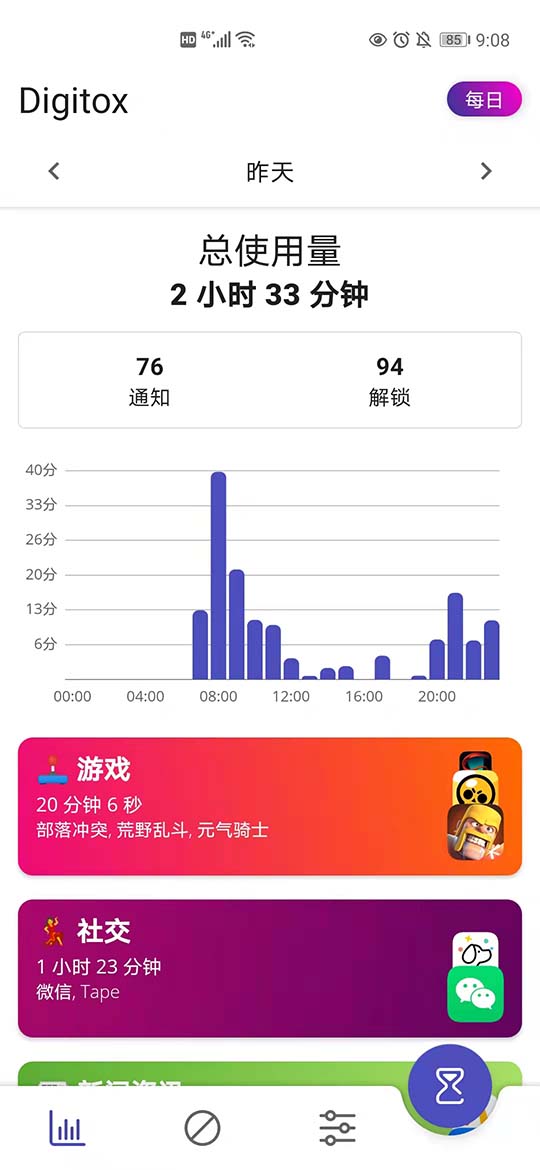 HD 4G+ 85 9:08
Digitox
每日
昨天
总使用量
2 小时 33 分钟
76
通知
94
解锁
40分
33分
26分
20分
13分
6分
00:00 04:00 08:00 12:00 16:00 20:00
游戏
20 分钟 6 秒
部落冲突, 荒野乱斗, 元气骑士
社交
1 小时 23 分钟
微信, Tape
新闻资讯